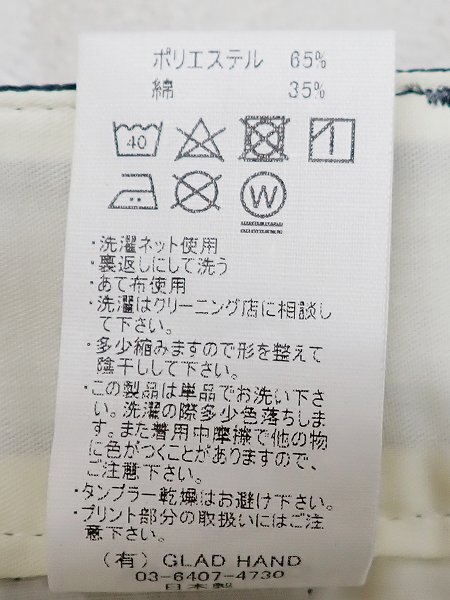 ポリエステル 65%
綿 35%
40
W
・洗濯ネット使用
・裏返しにして洗う
・あて布使用
・洗濯はクリーニング店に相談し
て下さい。
・多少縮みますので形を整えて
陰干しして下さい。
・この製品は単品でお洗い下さ
い。洗濯の際多少色落ちしま
す。また着用中摩擦で他の物
に色がつくことがありますので、
ご注意下さい。
・タンブラー乾燥はお避け下さい。
・プリント部分の取扱いにはご注
意下さい。
(有) GLAD HAND
03-6407-4730
日本製